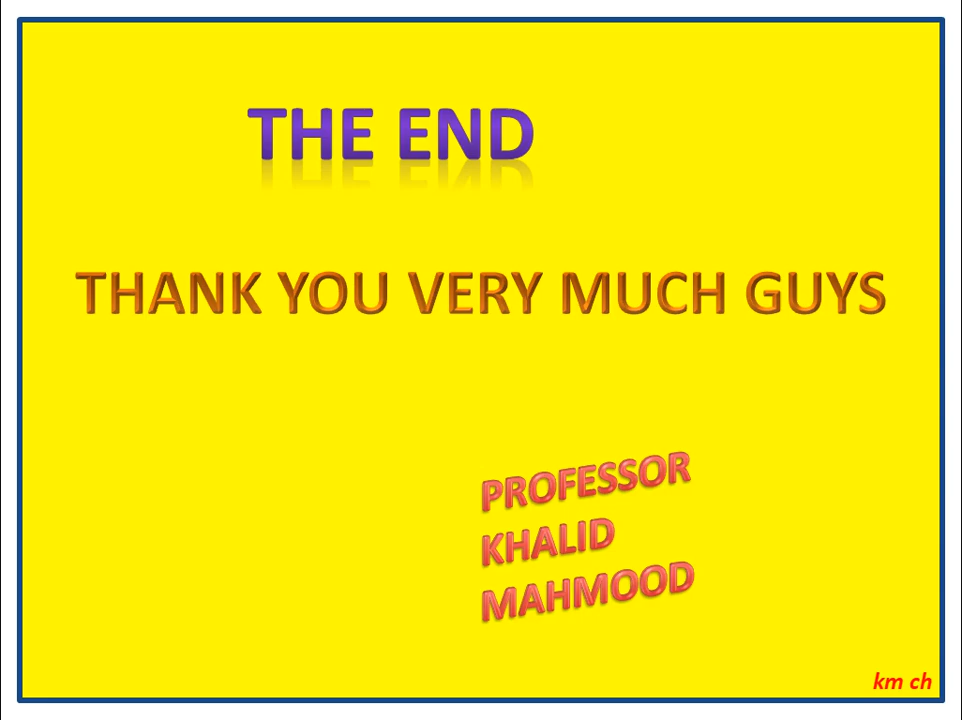 THE END
THANK YOU VERY MUCH GUYS
PROFESSOR
KHALID
MAHMOOD
km ch